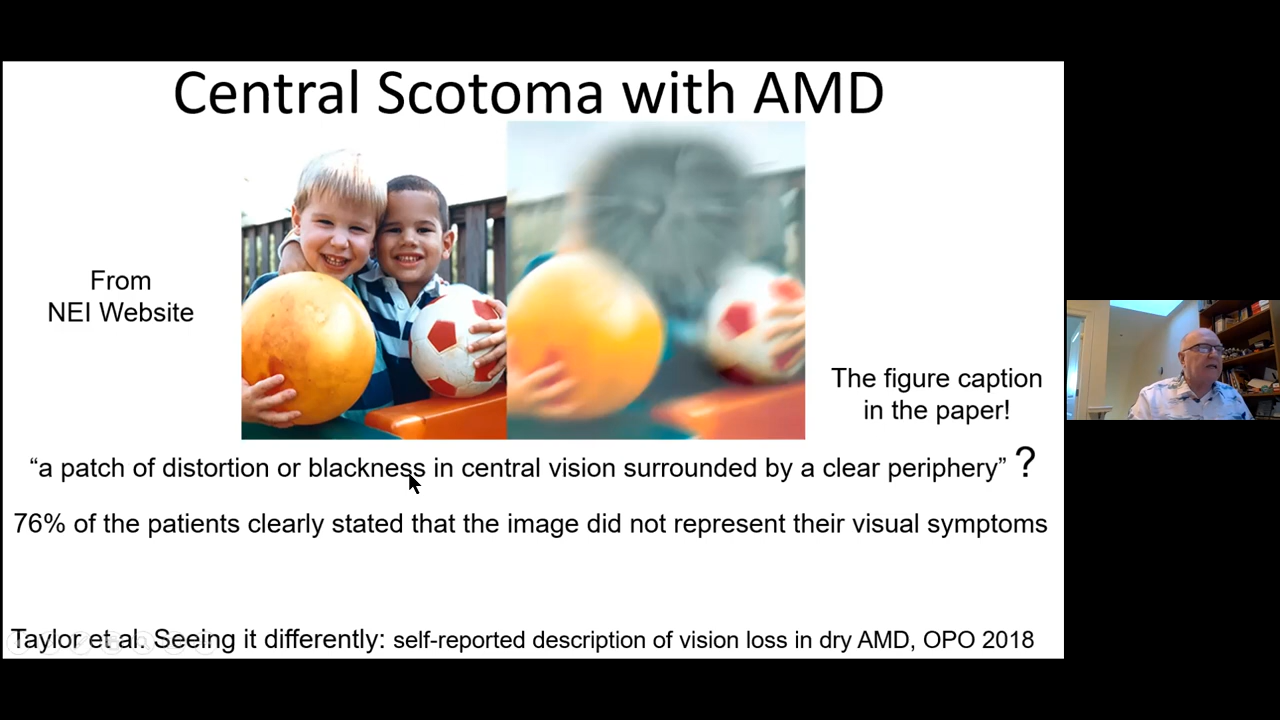 Central Scotoma with AMD
From
NEI Website
The figure caption
in the paper!
“a patch of distortion or blackness in central vision surrounded by a clear periphery” ?
76% of the patients clearly stated that the image did not represent their visual symptoms
Taylor et al. Seeing it differently: self-reported description of vision loss in dry AMD, OPO 2018